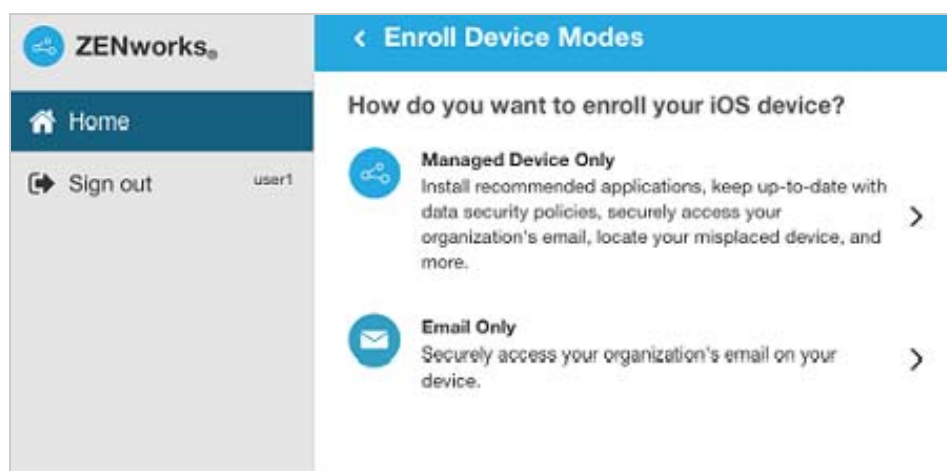 ZENworks®
Home
Sign out
user1
Enroll Device Modes
How do you want to enroll your iOS device?
Managed Device Only
Install recommended applications, keep up-to-date with
data security policies, securely access your
organization's email, locate your misplaced device, and
more.
Email Only
Securely access your organization's email on your
device.